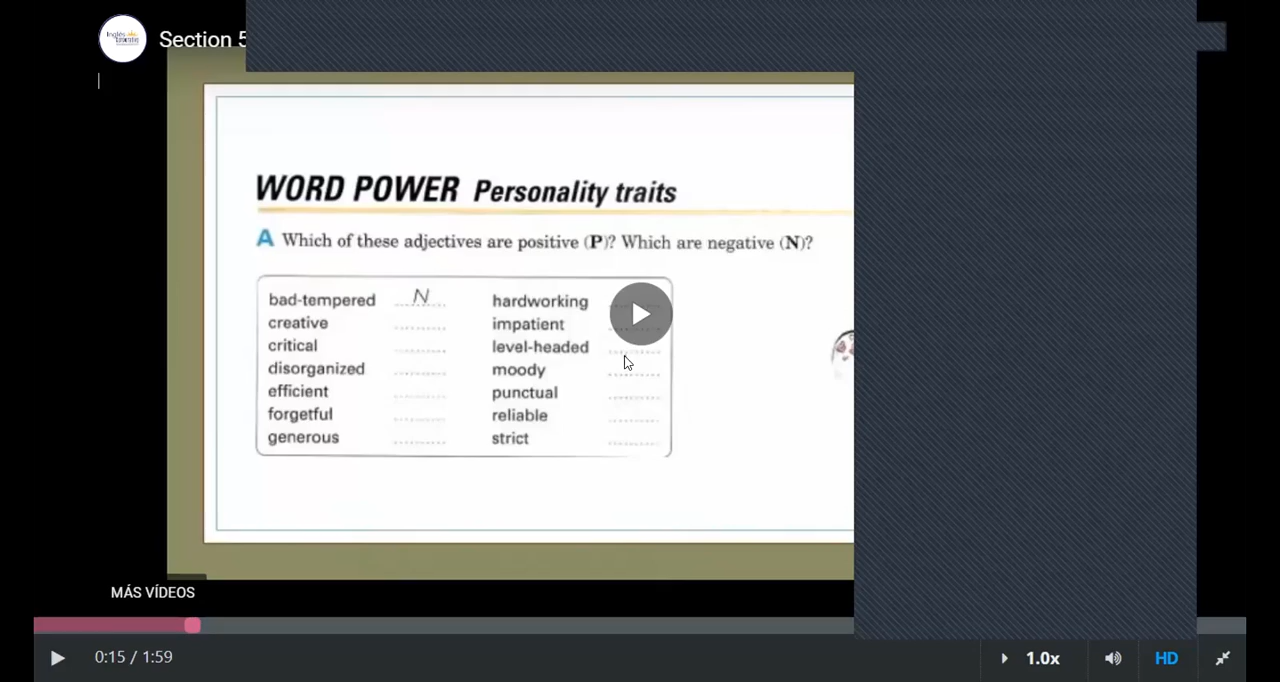 Section 5
WORD POWER Personality traits
A Which of these adjectives are positive (P)? Which are negative (N)?
bad-tempered N hardworking
creative impatient
critical level-headed
disorganized moody
efficient punctual
forgetful reliable
generous strict
MÁS VÍDEOS
0:15 / 1:59 1.0x HD